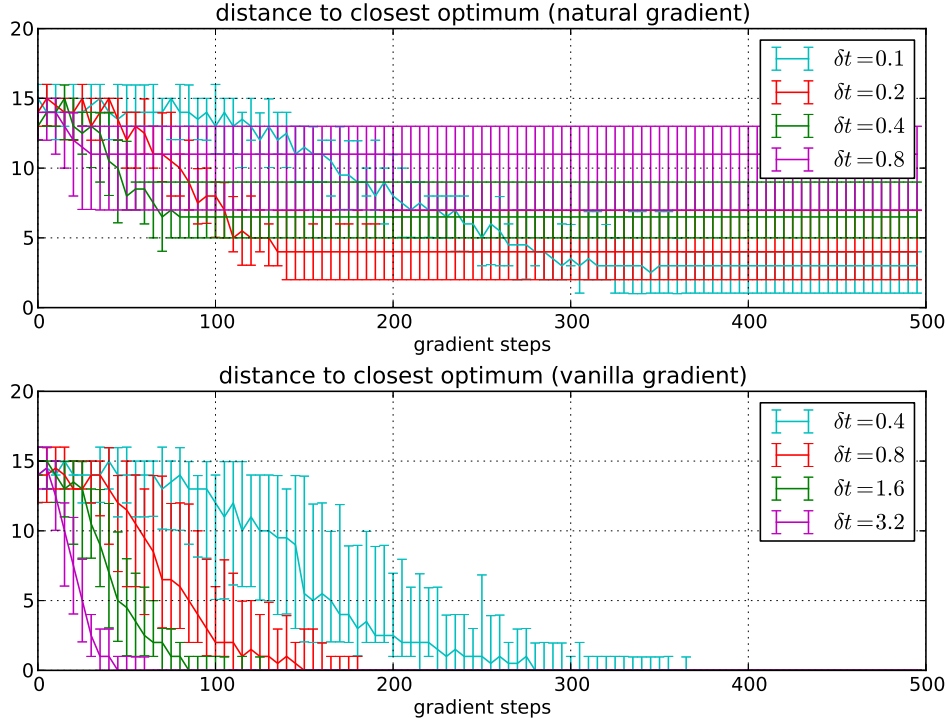 distance to closest optimum (natural gradient)
20
15
10
5
0
δt=0.1
δt=0.2
δt=0.4
δt=0.8
0 100 200 300 400 500
gradient steps
distance to closest optimum (vanilla gradient)
20
15
10
5
0
δt=0.4
δt=0.8
δt=1.6
δt=3.2
0 100 200 300 400 500
gradient steps